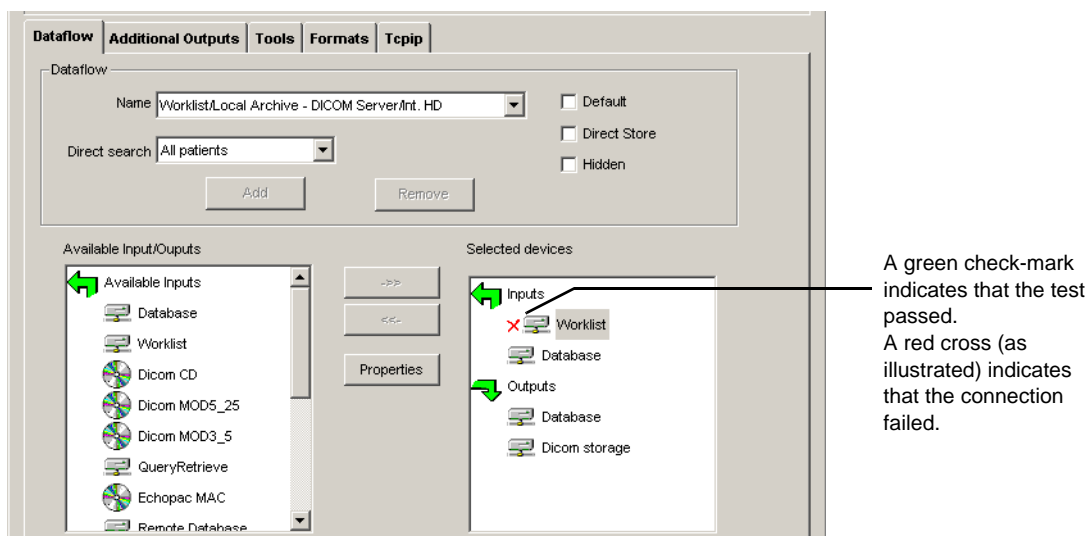 Dataflow Additional Outputs Tools Formats Tcpip
Dataflow
Name Worklist/Local Archive - DICOM Server/Int. HD
Default
Direct Store
Direct search All patients
Hidden
Add Remove
Available Input/Ouputs
Available Inputs
Database
Worklist
Dicom CD
Dicom MOD5_25
Dicom MOD3_5
QueryRetrieve
Echopac MAC
Remote Database
->>
<<-
Properties
Selected devices
Inputs
Worklist
Database
Outputs
Database
Dicom storage
A green check-mark
indicates that the test
passed.
A red cross (as
illustrated) indicates
that the connection
failed.